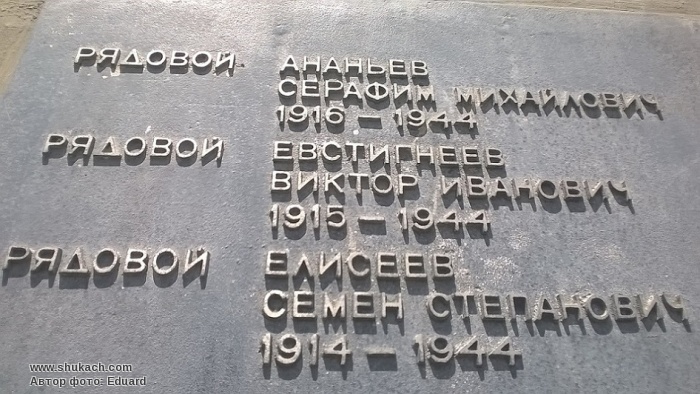 РЯДОВОЙ АНАНЬЕВ
СЕРАФИМ МИХАЙЛОВИЧ
1916 — 1944
РЯДОВОЙ ЕВСТИГНЕЕВ
ВИКТОР ИВАНОВИЧ
1915 — 1944
РЯДОВОЙ ЕЛИСЕЕВ
СЕМЕН СТЕПАНОВИЧ
1914 — 1944
www.shukach.com
Автор фото: Eduard